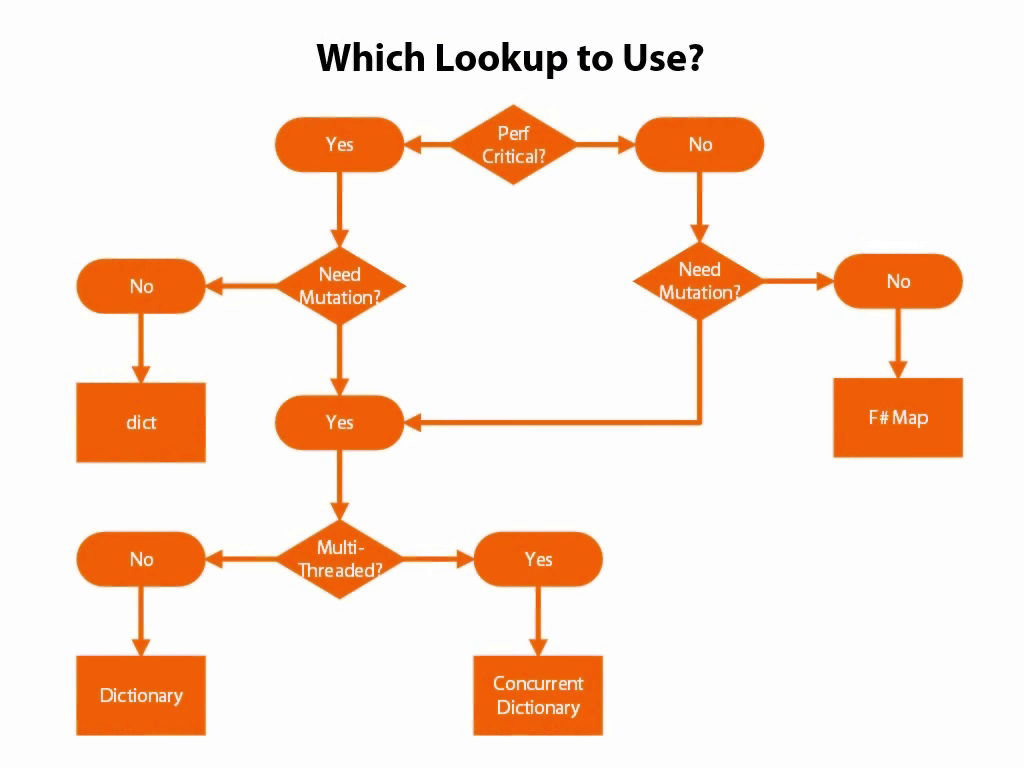 Which Lookup to Use?
Yes
Perf
Critical?
No
No
Need
Mutation?
Need
Mutation?
No
dict
Yes
F# Map
No
Multi-
Threaded?
Yes
Dictionary
Concurrent
Dictionary